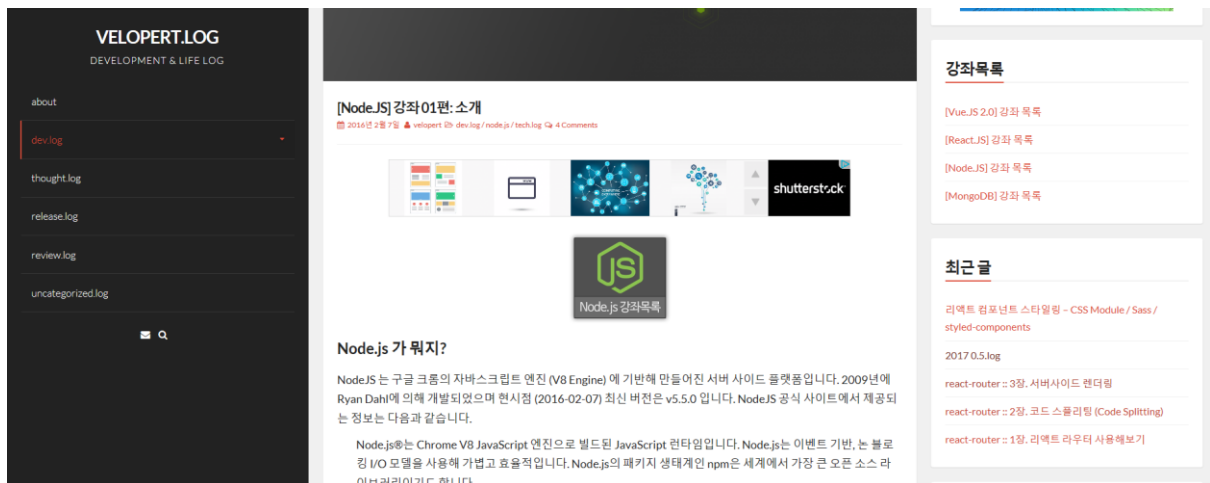 VELOPERT.LOG
DEVELOPMENT & LIFE LOG
about
dev.log
thought.log
release.log
review.log
uncategorized.log
[Node.JS] 강좌 01편: 소개
2016년 2월 7일 velopert dev.log / node.js / tech.log 4 Comments
shutterstock
JS
Node.js 강좌목록
Node.js 가 뭐지?
NodeJS 는 구글 크롬의 자바스크립트 엔진 (V8 Engine) 에 기반해 만들어진 서버 사이드 플랫폼입니다. 2009년에
Ryan Dahl에 의해 개발되었으며 현시점 (2016-02-07) 최신 버전은 v5.5.0 입니다. NodeJS 공식 사이트에서 제공되
는 정보는 다음과 같습니다.
Node.js®는 Chrome V8 JavaScript 엔진으로 빌드된 JavaScript 런타임입니다. Node.js는 이벤트 기반, 논 블로
킹 I/O 모델을 사용해 가볍고 효율적입니다. Node.js의 패키지 생태계인 npm은 세계에서 가장 큰 오픈 소스 라
이브러리이기도 합니다.
강좌목록
[Vue.JS 2.0] 강좌 목록
[React.JS] 강좌 목록
[Node.JS] 강좌 목록
[MongoDB] 강좌 목록
최근 글
리액트 컴포넌트 스타일링 – CSS Module / Sass /
styled-components
2017 0.5.log
react-router :: 3장. 서버사이드 렌더링
react-router :: 2장. 코드 스플리팅 (Code Splitting)
react-router :: 1장. 리액트 라우터 사용해보기